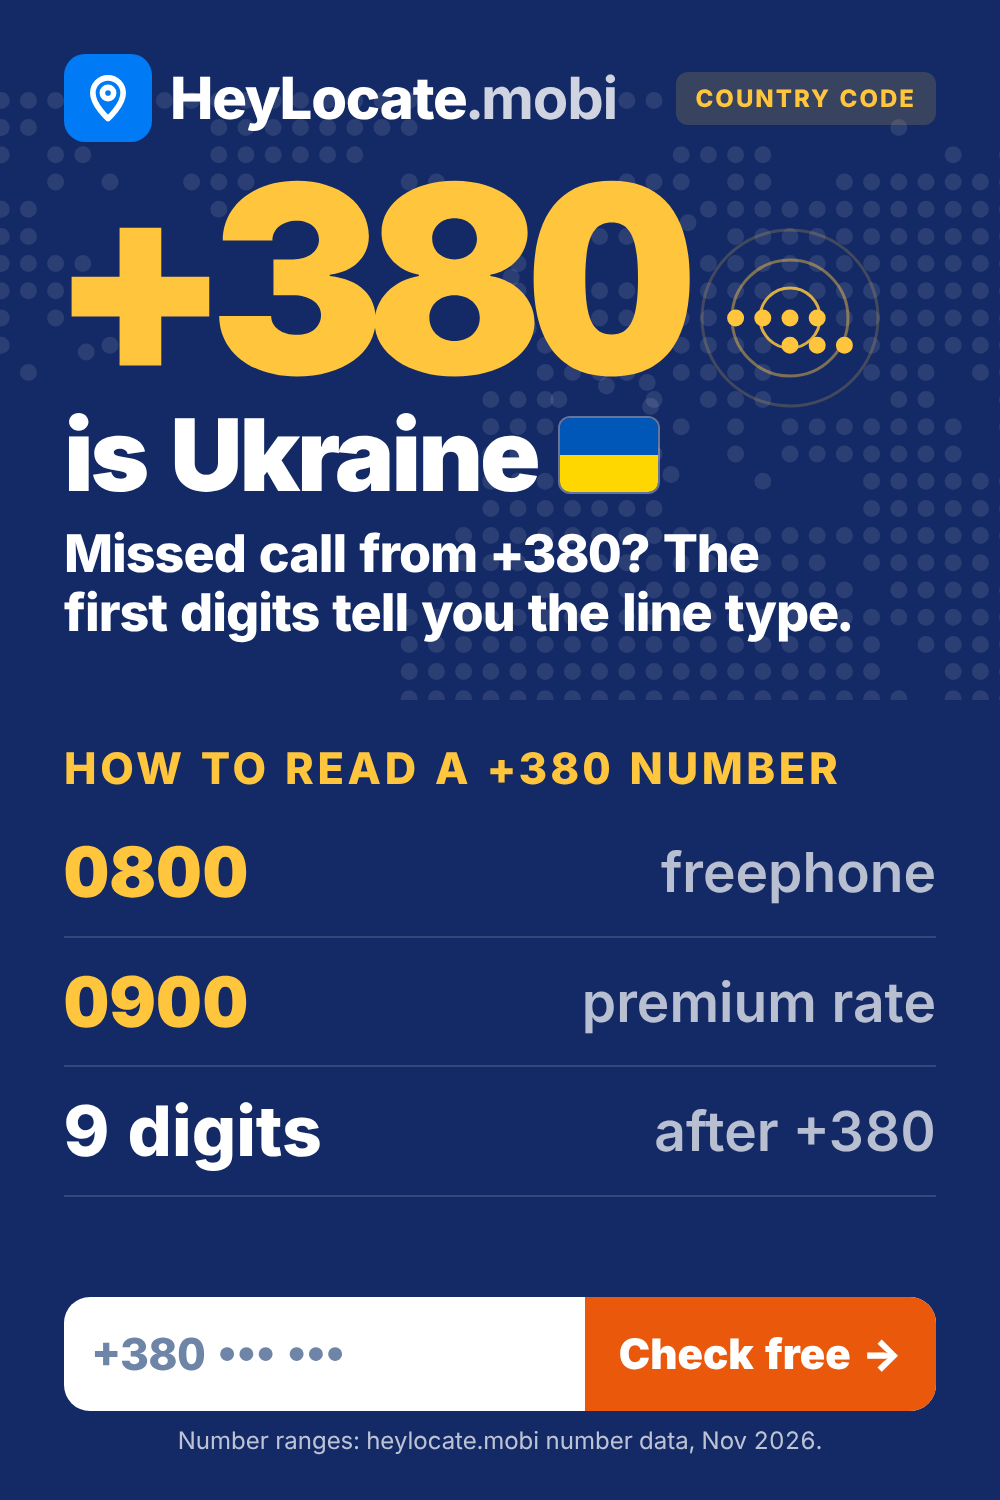 HeyLocate.mobi
COUNTRY CODE
+380
is Ukraine
Missed call from +380? The
first digits tell you the line type.
HOW TO READ A +380 NUMBER
0800 freephone
0900 premium rate
9 digits after +380
+380 ••• •••
Check free →
Number ranges: heylocate.mobi number data, Nov 2026.